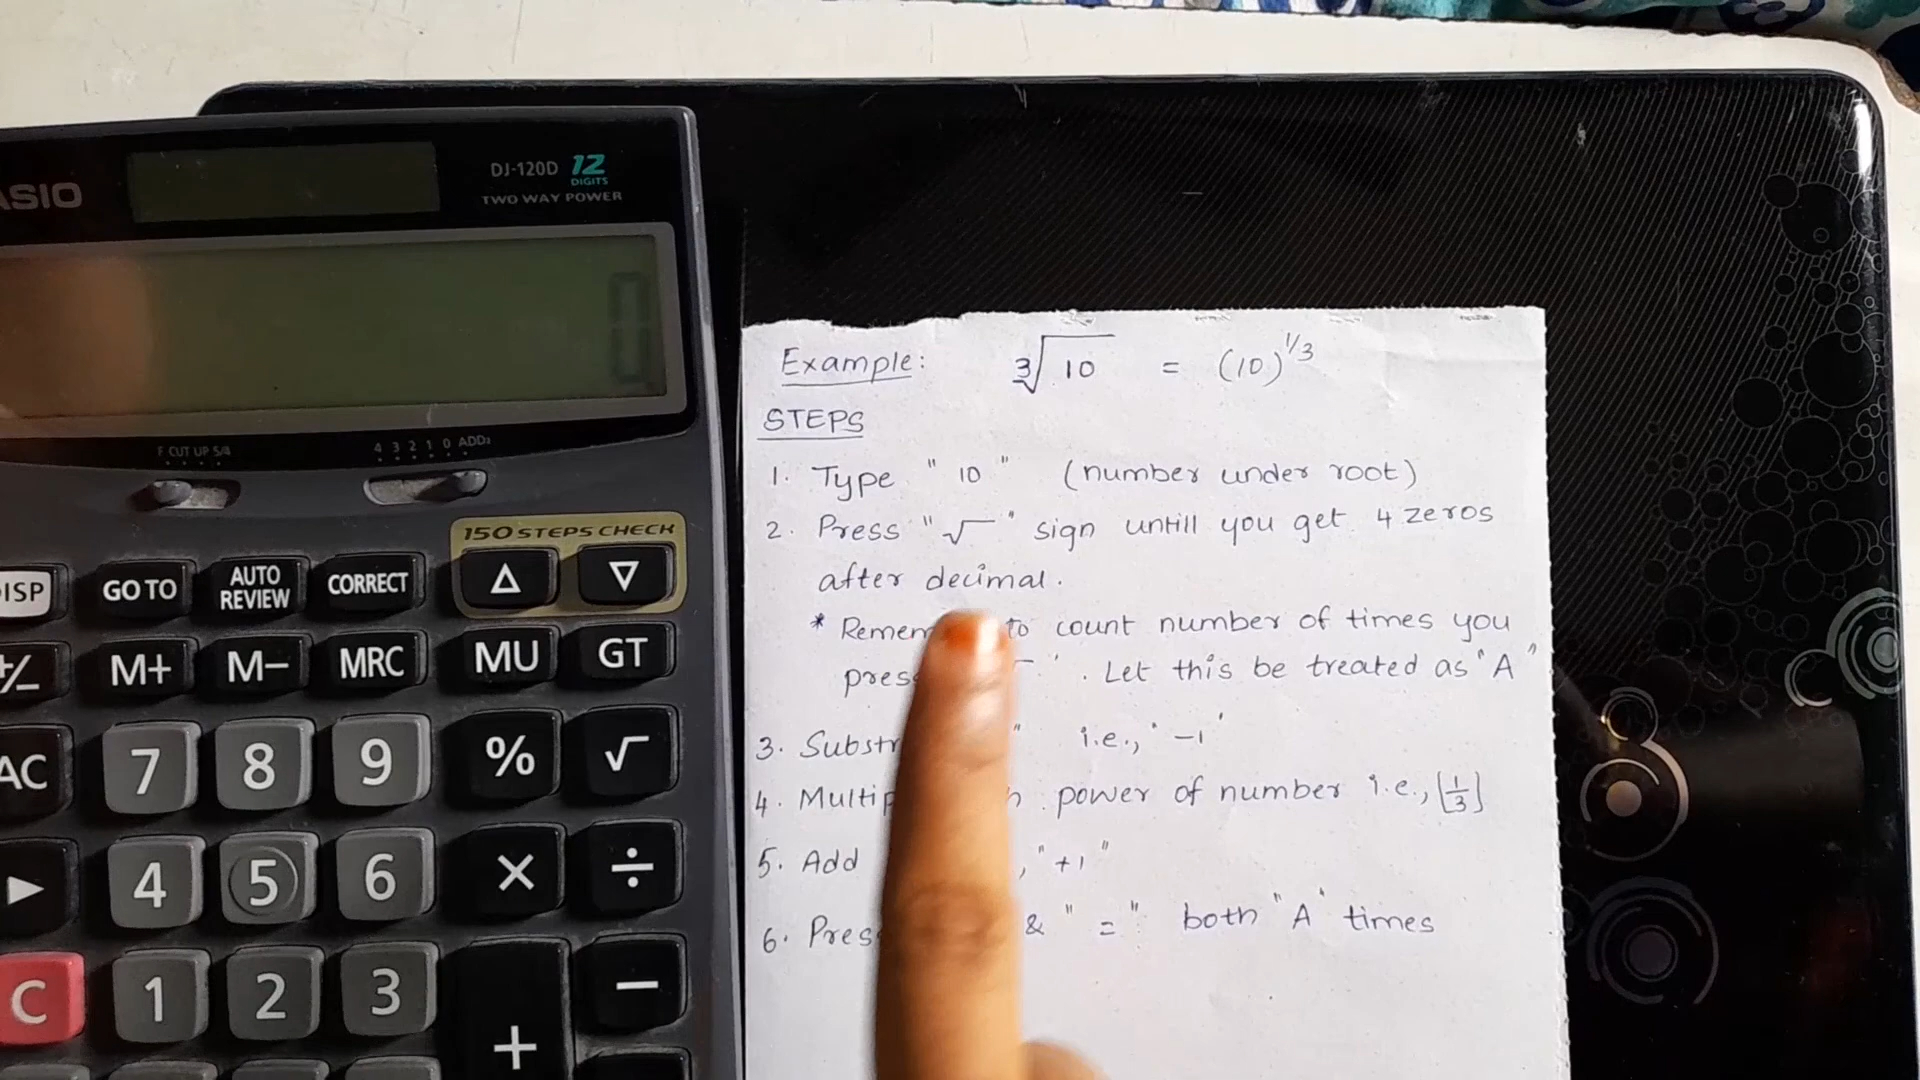 DJ-120D 12
DIGITS
TWO WAY POWER
ASIO
0
F CUT UP 5/4
4 3 2 1 0 ADD2
150 STEPS CHECK
ISP GO TO AUTO REVIEW CORRECT △ ▽
+/− M+ M− MRC MU GT
AC 7 8 9 % √
▶ 4 5 6 × ÷
C 1 2 3 + −
Example: ∛10 = (10)^1/3
STEPS
1. Type "10" (number under root)
2. Press "√" sign untill you get 4 zeros
after decimal.
* Remem to count number of times you
pres . Let this be treated as "A"
3. Substr " i.e., '-1'
4. Multip power of number i.e., [1/3]
5. Add , "+1"
6. Pres & "=" both "A" times